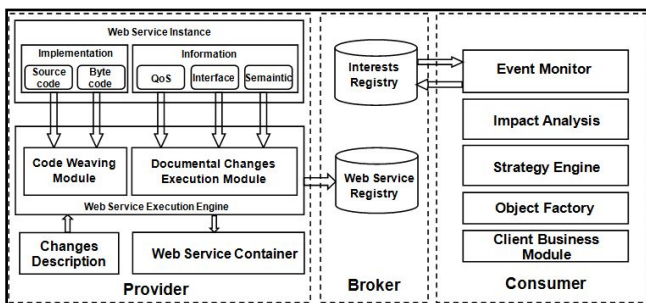 Web Service Instance
Implementation
Information
Source
code
Byte
code
QoS
Interface
Semaintic
Code Weaving
Module
Documental Changes
Execution Module
Web Service Execution Engine
Changes
Description
Web Service Container
Provider
Interests
Registry
Web Service
Registry
Broker
Event Monitor
Impact Analysis
Strategy Engine
Object Factory
Client Business
Module
Consumer